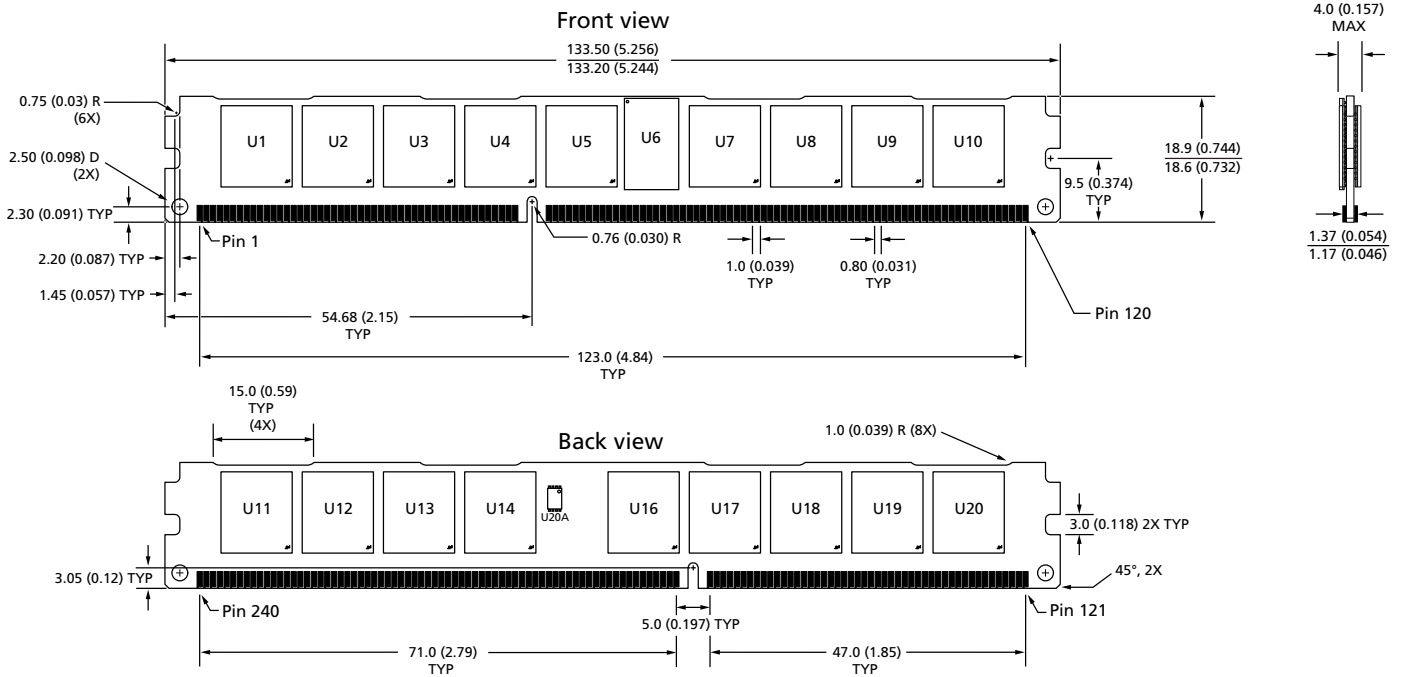 Front view
133.50 (5.256)
133.20 (5.244)
4.0 (0.157)
MAX
0.75 (0.03) R
(6X)
2.50 (0.098) D
(2X)
2.30 (0.091) TYP
2.20 (0.087) TYP
1.45 (0.057) TYP
U1 U2 U3 U4 U5 U6 U7 U8 U9 U10
18.9 (0.744)
18.6 (0.732)
9.5 (0.374)
TYP
Pin 1
0.76 (0.030) R
1.0 (0.039)
TYP
0.80 (0.031)
TYP
1.37 (0.054)
1.17 (0.046)
54.68 (2.15)
TYP
Pin 120
123.0 (4.84)
TYP
15.0 (0.59)
TYP
(4X)
Back view
1.0 (0.039) R (8X)
U11 U12 U13 U14 U20A U16 U17 U18 U19 U20
3.0 (0.118) 2X TYP
3.05 (0.12) TYP
45°, 2X
Pin 240
5.0 (0.197) TYP
Pin 121
71.0 (2.79)
TYP
47.0 (1.85)
TYP